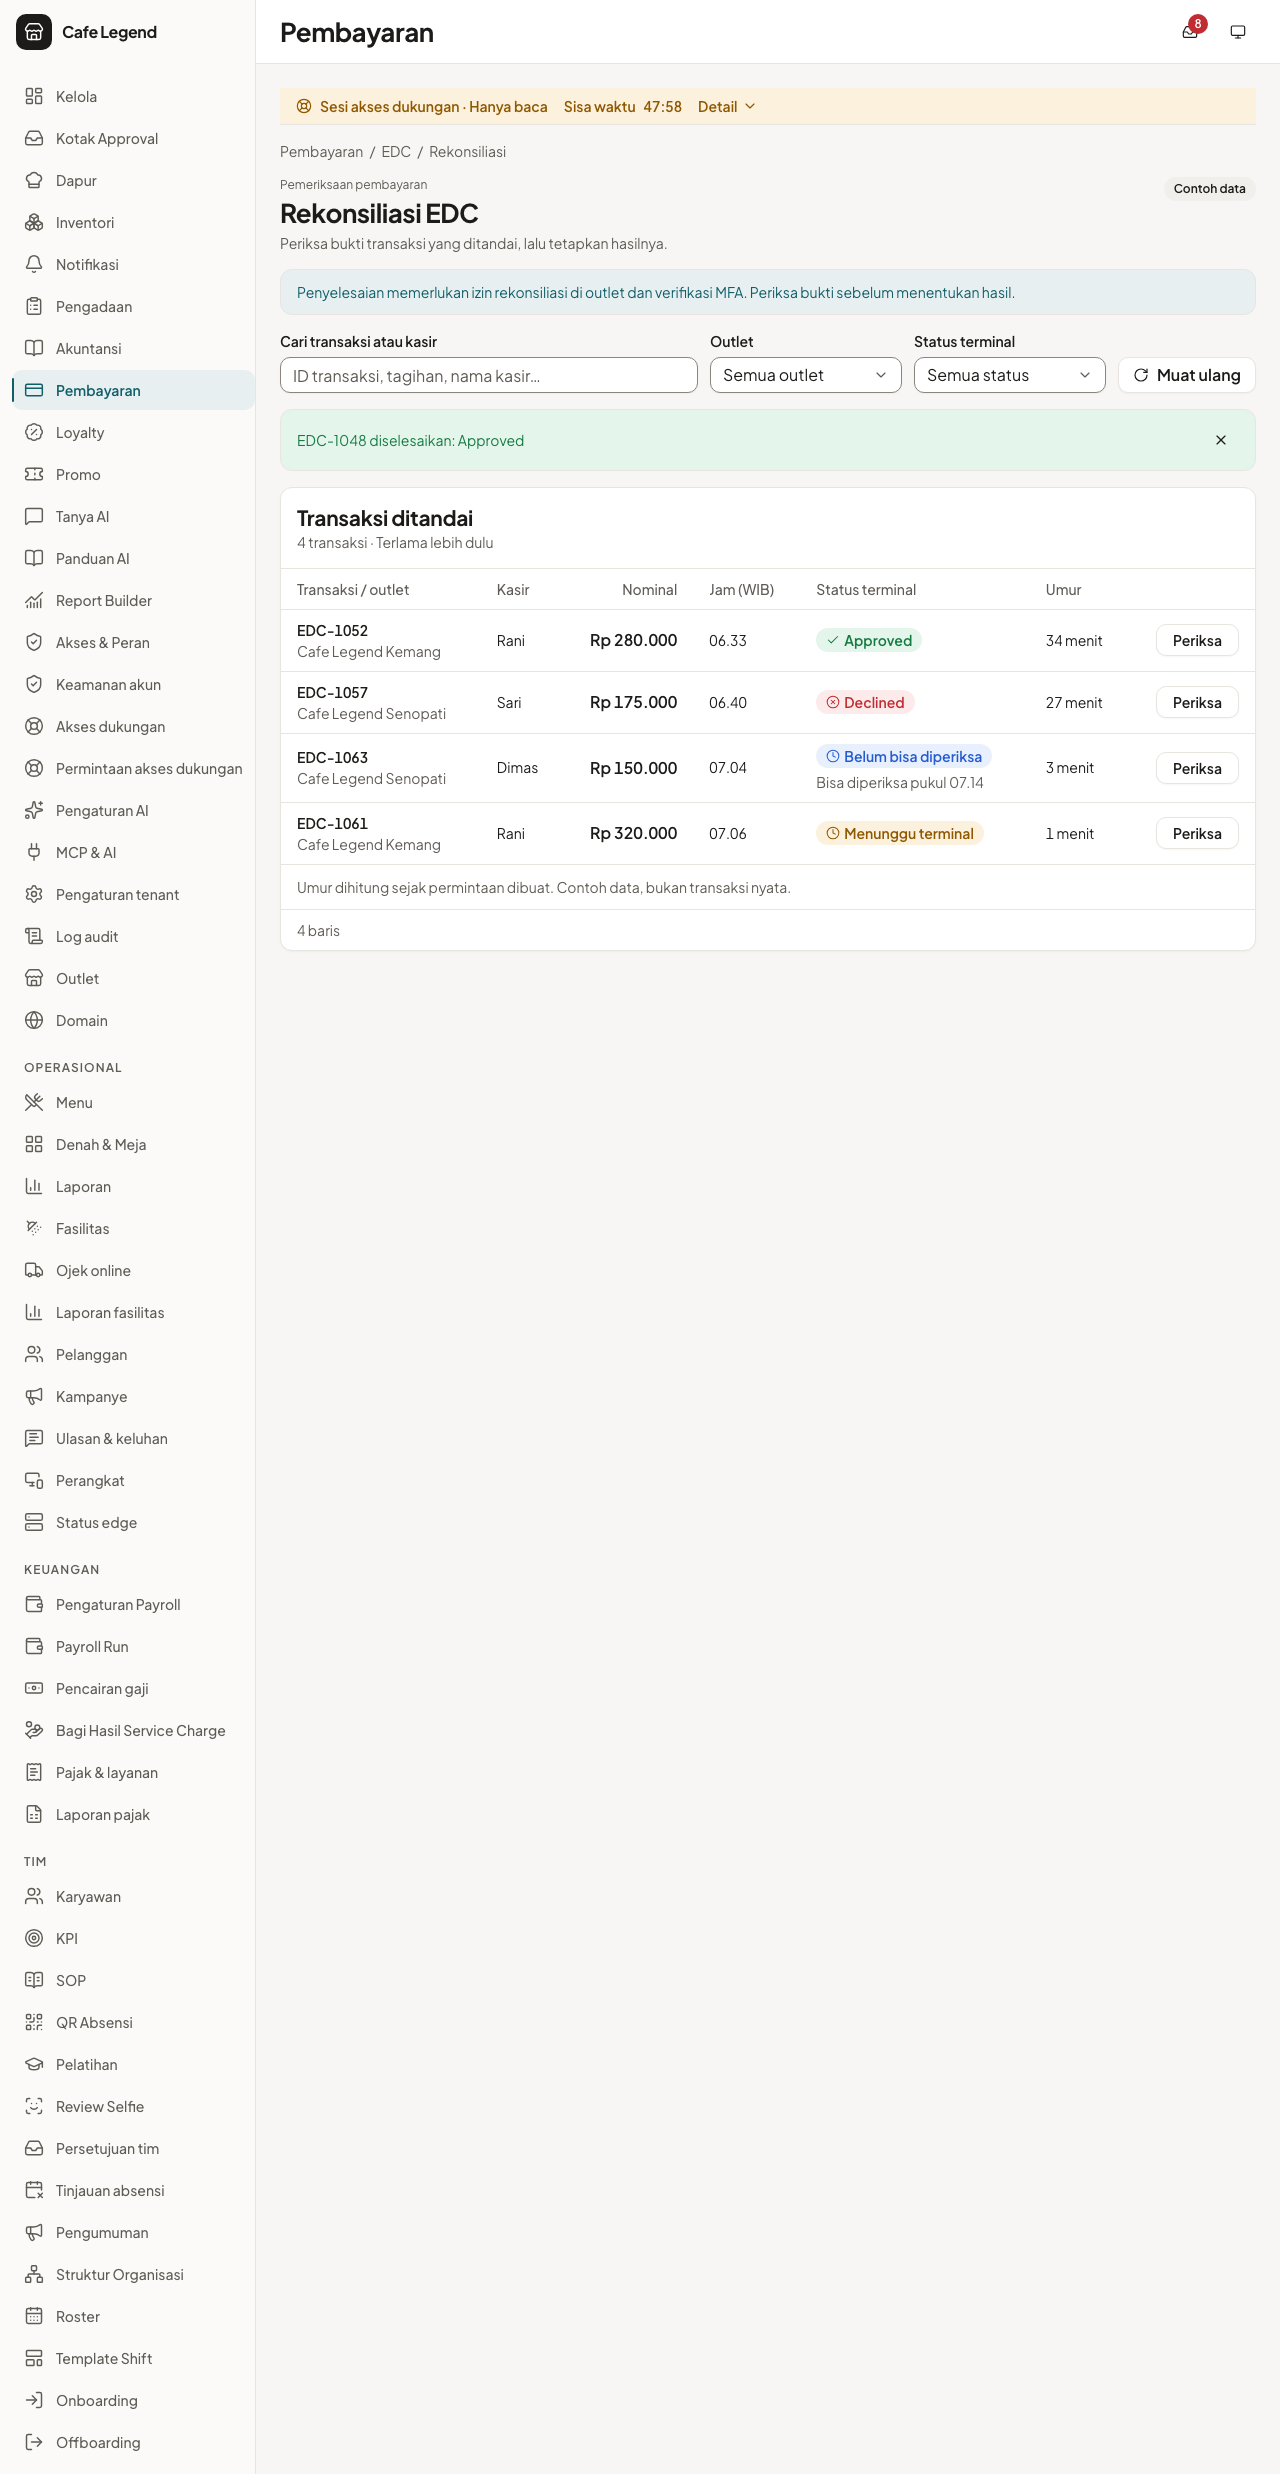 Cafe Legend
Kelola
Kotak Approval
Dapur
Inventori
Notifikasi
Pengadaan
Akuntansi
Pembayaran
Loyalty
Promo
Tanya AI
Panduan AI
Report Builder
Akses & Peran
Keamanan akun
Akses dukungan
Permintaan akses dukungan
Pengaturan AI
MCP & AI
Pengaturan tenant
Log audit
Outlet
Domain
OPERASIONAL
Menu
Denah & Meja
Laporan
Fasilitas
Ojek online
Laporan fasilitas
Pelanggan
Kampanye
Ulasan & keluhan
Perangkat
Status edge
KEUANGAN
Pengaturan Payroll
Payroll Run
Pencairan gaji
Bagi Hasil Service Charge
Pajak & layanan
Laporan pajak
TIM
Karyawan
KPI
SOP
QR Absensi
Pelatihan
Review Selfie
Persetujuan tim
Tinjauan absensi
Pengumuman
Struktur Organisasi
Roster
Template Shift
Onboarding
Offboarding
Pembayaran
8
Sesi akses dukungan · Hanya baca Sisa waktu 47:58 Detail
Pembayaran / EDC / Rekonsiliasi
Pemeriksaan pembayaran
Contoh data
Rekonsiliasi EDC
Periksa bukti transaksi yang ditandai, lalu tetapkan hasilnya.
Penyelesaian memerlukan izin rekonsiliasi di outlet dan verifikasi MFA. Periksa bukti sebelum menentukan hasil.
Cari transaksi atau kasir Outlet Status terminal
ID transaksi, tagihan, nama kasir... Semua outlet Semua status Muat ulang
EDC-1048 diselesaikan: Approved
Transaksi ditandai
4 transaksi · Terlama lebih dulu
Transaksi / outlet Kasir Nominal Jam (WIB) Status terminal Umur
EDC-1052
Cafe Legend Kemang
Rani Rp 280.000 06.33 Approved 34 menit Periksa
EDC-1057
Cafe Legend Senopati
Sari Rp 175.000 06.40 Declined 27 menit Periksa
EDC-1063
Cafe Legend Senopati
Dimas Rp 150.000 07.04 Belum bisa diperiksa
Bisa diperiksa pukul 07.14
3 menit Periksa
EDC-1061
Cafe Legend Kemang
Rani Rp 320.000 07.06 Menunggu terminal 1 menit Periksa
Umur dihitung sejak permintaan dibuat. Contoh data, bukan transaksi nyata.
4 baris